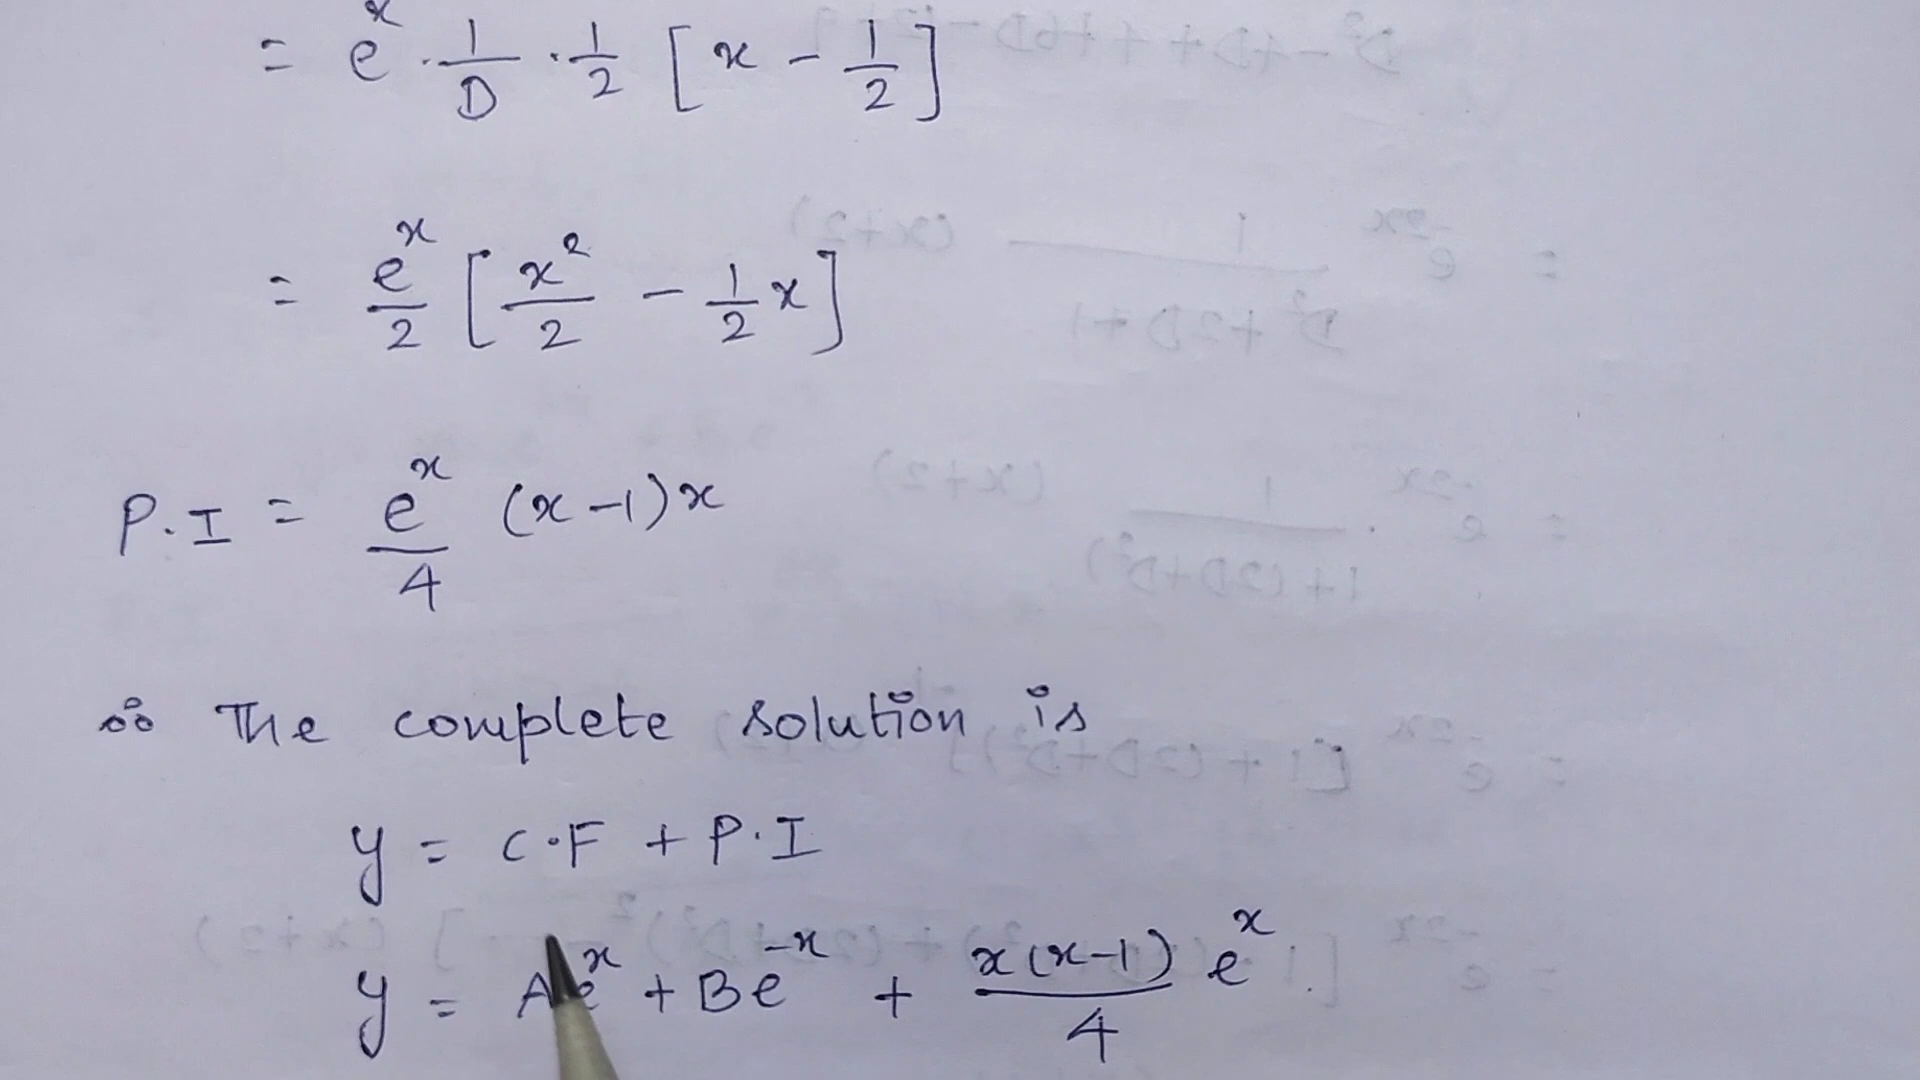 = e^x · 1/D · 1/2 [x - 1/2]
= e^x/2 [x^2/2 - 1/2 x]
P.I = e^x/4 (x-1)x
∴ The complete solution is
y = C.F + P.I
y = Ae^x + Be^-x + x(x-1)/4 e^x.